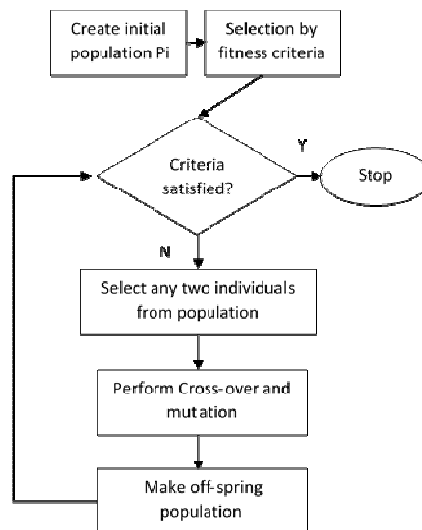 Create initial
population Pi
Selection by
fitness criteria
Criteria
satisfied?
Y
Stop
N
Select any two individuals
from population
Perform Cross-over and
mutation
Make off-spring
population